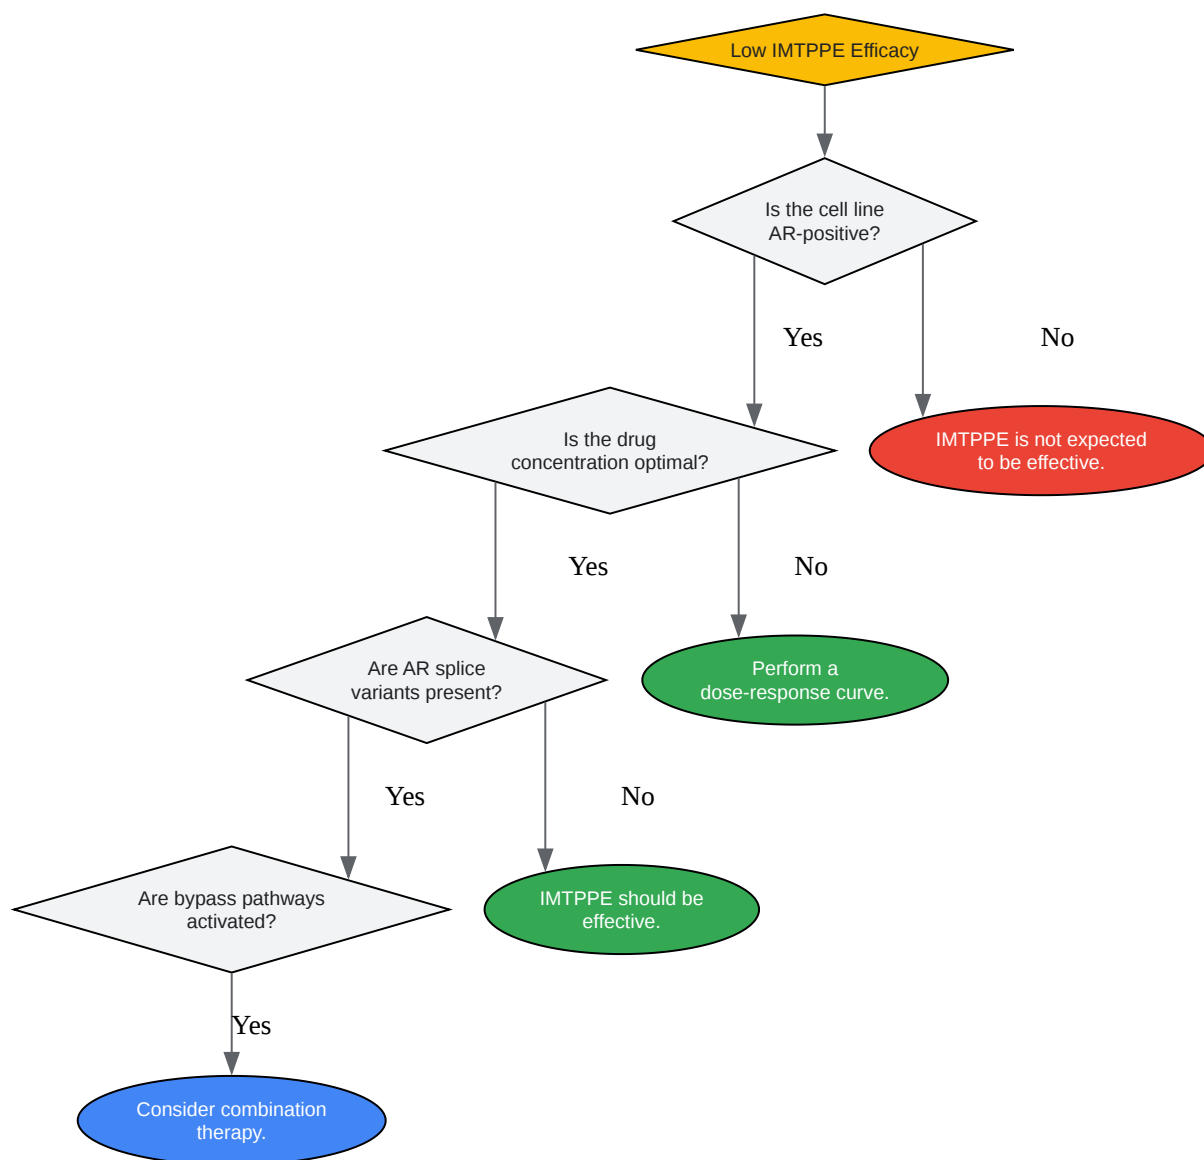 Low IMTPPE Efficacy
Is the cell line
AR-positive?
Yes
No
Is the drug
concentration optimal?
IMTPPE is not expected
to be effective.
Yes
No
Are AR splice
variants present?
Perform a
dose-response curve.
Yes
No
Are bypass pathways
activated?
IMTPPE should be
effective.
Yes
Consider combination
therapy.